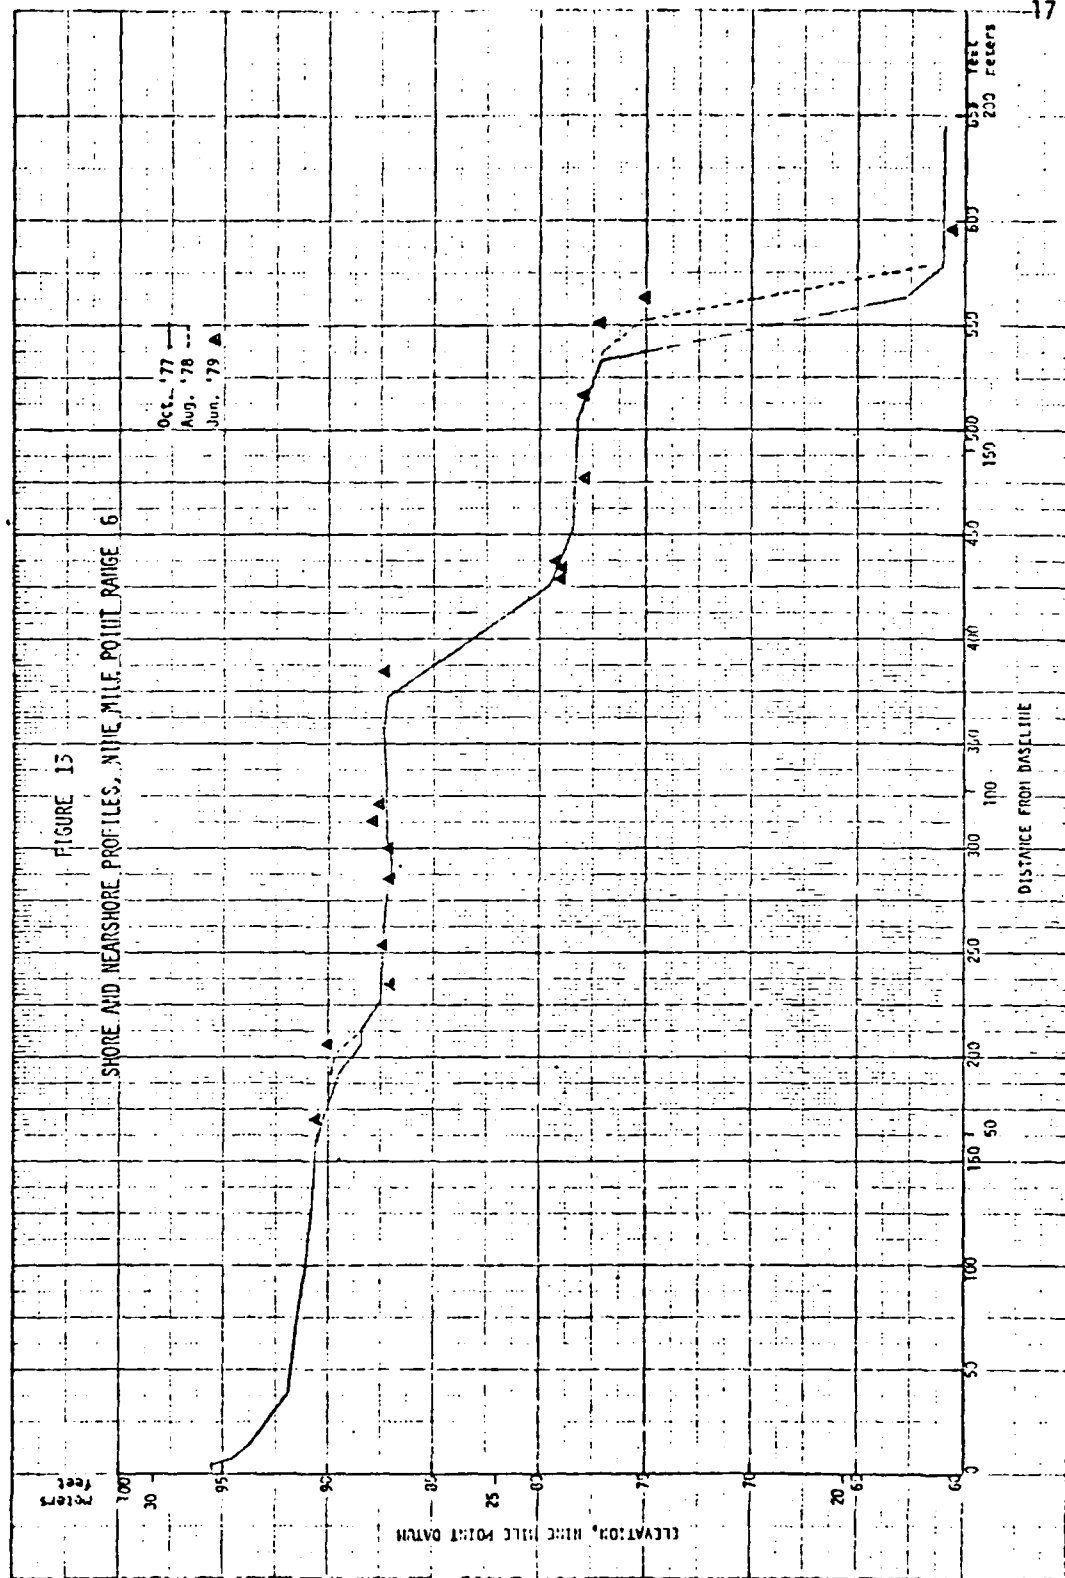 17
FIGURE 13
SHORE AND NEARSHORE PROFILES, NINE MILE POINT RANGE 6
Oct. '77
Aug. '78
Jun. '79
meters
feet
100
30
95
90
85
25
80
75
70
20
65
60
ELEVATION, NINE MILE POINT DATUM
0
50
100
150
50
200
250
300
100
350
400
450
150
500
550
600
650 feet
200 meters
DISTANCE FROM BASELINE